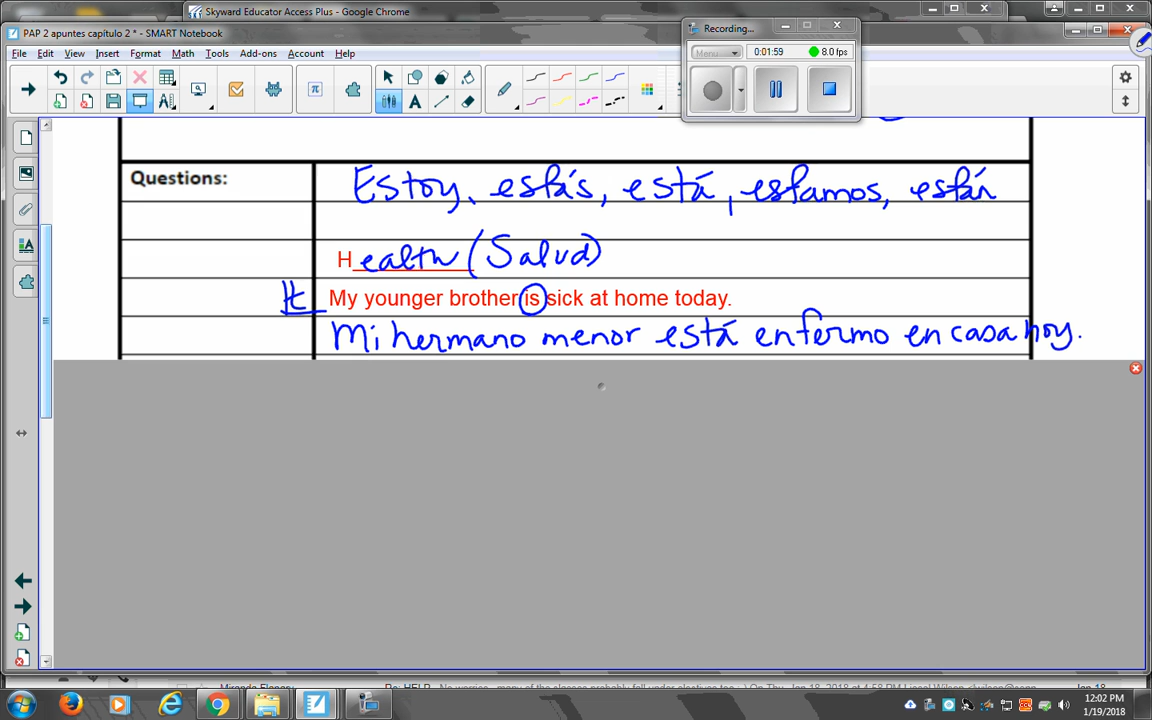 Skyward Educator Access Plus - Google Chrome
PAP 2 apuntes capítulo 2 * - SMART Notebook
File Edit View Insert Format Math Tools Add-ons Account Help
Recording...
Menu 0:01:59 8.0 fps
Questions: Estoy, estás, está, estamos, están
Health (Salud)
My younger brother is sick at home today.
Mi hermano menor está enfermo en casa hoy.
12:02 PM
1/19/2018